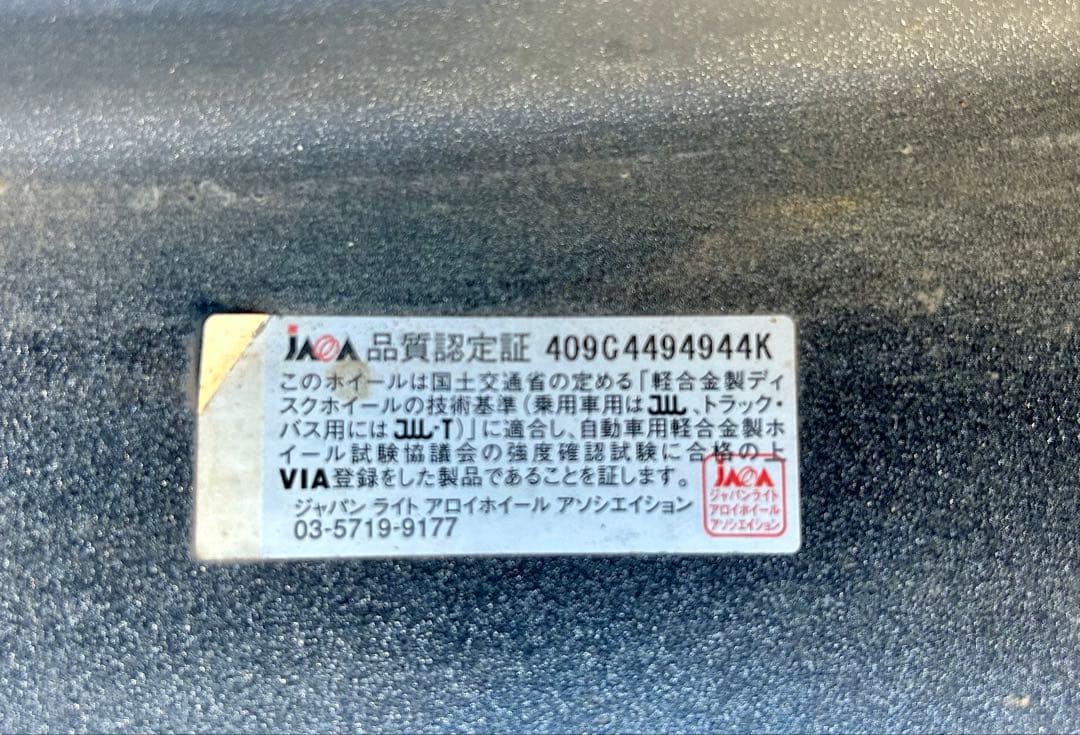 JAWA 品質認定証 409C4494944K
このホイールは国土交通省の定める「軽合金製ディ
スクホイールの技術基準(乗用車用はJWL、トラック・
バス用にはJWL-T)」に適合し、自動車用軽合金製ホ
イール試験協議会の強度確認試験に合格の上
VIA登録をした製品であることを証します。
ジャパン ライト アロイホイール アソシエイション
03-5719-9177
JAWA
ジャパンライト
アロイホイール
アソシエイション